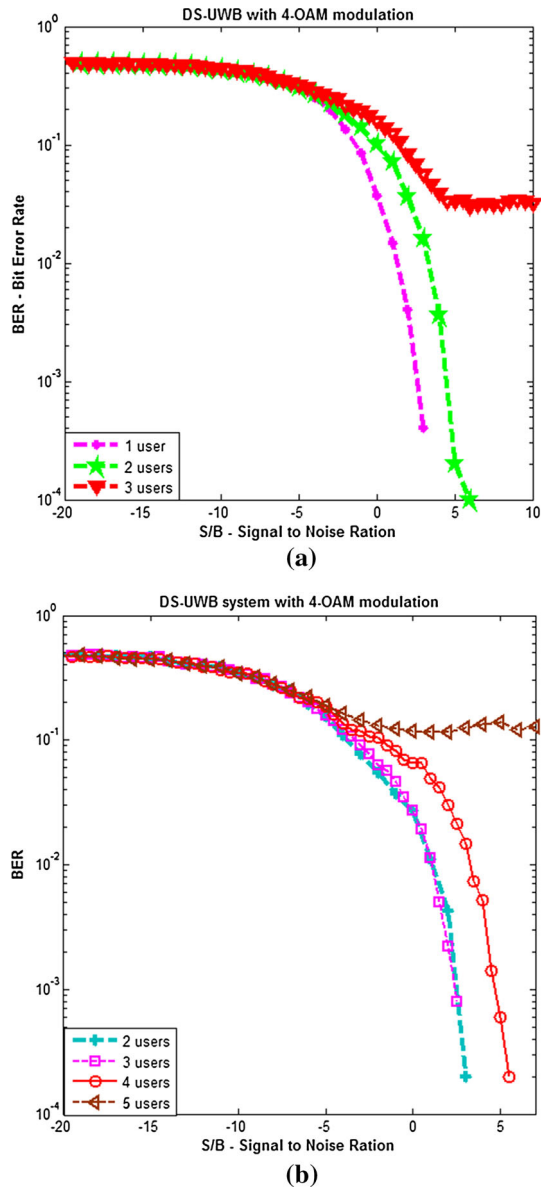 DS-UWB with 4-OAM modulation
BER - Bit Error Rate
10^0
10^-1
10^-2
10^-3
10^-4
1 user
2 users
3 users
-20 -15 -10 -5 0 5 10
S/B - Signal to Noise Ration
(a)
DS-UWB system with 4-OAM modulation
BER
10^0
10^-1
10^-2
10^-3
10^-4
2 users
3 users
4 users
5 users
-20 -15 -10 -5 0 5
S/B - Signal to Noise Ration
(b)